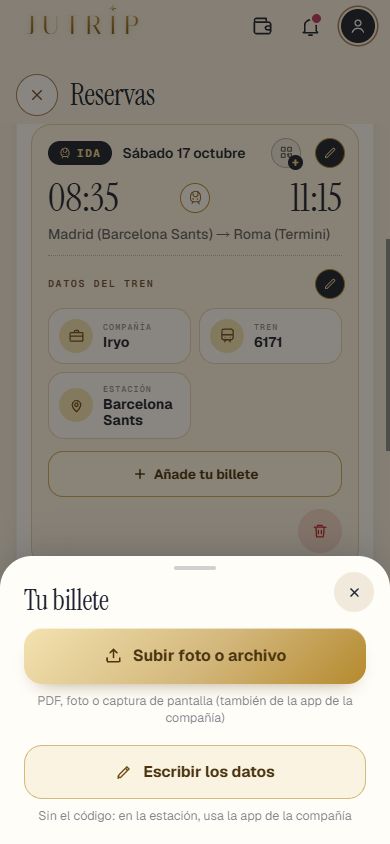 JUTRIP
Reservas
IDA Sábado 17 octubre
08:35 11:15
Madrid (Barcelona Sants) → Roma (Termini)
DATOS DEL TREN
COMPAÑÍA
Iryo
TREN
6171
ESTACIÓN
Barcelona
Sants
+ Añade tu billete
Tu billete
Subir foto o archivo
PDF, foto o captura de pantalla (también de la app de la
compañía)
Escribir los datos
Sin el código: en la estación, usa la app de la compañía